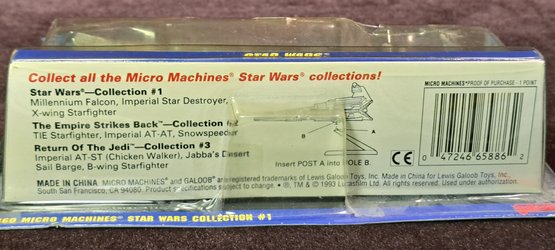 STAR WARS
Collect all the Micro Machines® Star Wars® collections!
Star Wars®—Collection #1
Millennium Falcon, Imperial Star Destroyer,
X-wing Starfighter
The Empire Strikes Back™—Collection #2
TIE Starfighter, Imperial AT-AT, Snowspeeder
Return Of The Jedi™—Collection #3
Imperial AT-ST (Chicken Walker), Jabba's Desert
Sail Barge, B-wing Starfighter
A
B
Insert POST A into HOLE B.
MICRO MACHINES® PROOF OF PURCHASE - 1 POINT
0 47246 65886 2
CE
MADE IN CHINA. MICRO MACHINES® and GALOOB® are registered trademarks of Lewis Galoob Toys, Inc. Made in China for Lewis Galoob Toys, Inc.
South San Francisco, CA 94080. Product specifications subject to change. • ®, TM & © 1993 Lucasfilm Ltd. All rights reserved. Used under authorization.
MICRO MACHINES® STAR WARS COLLECTION #1